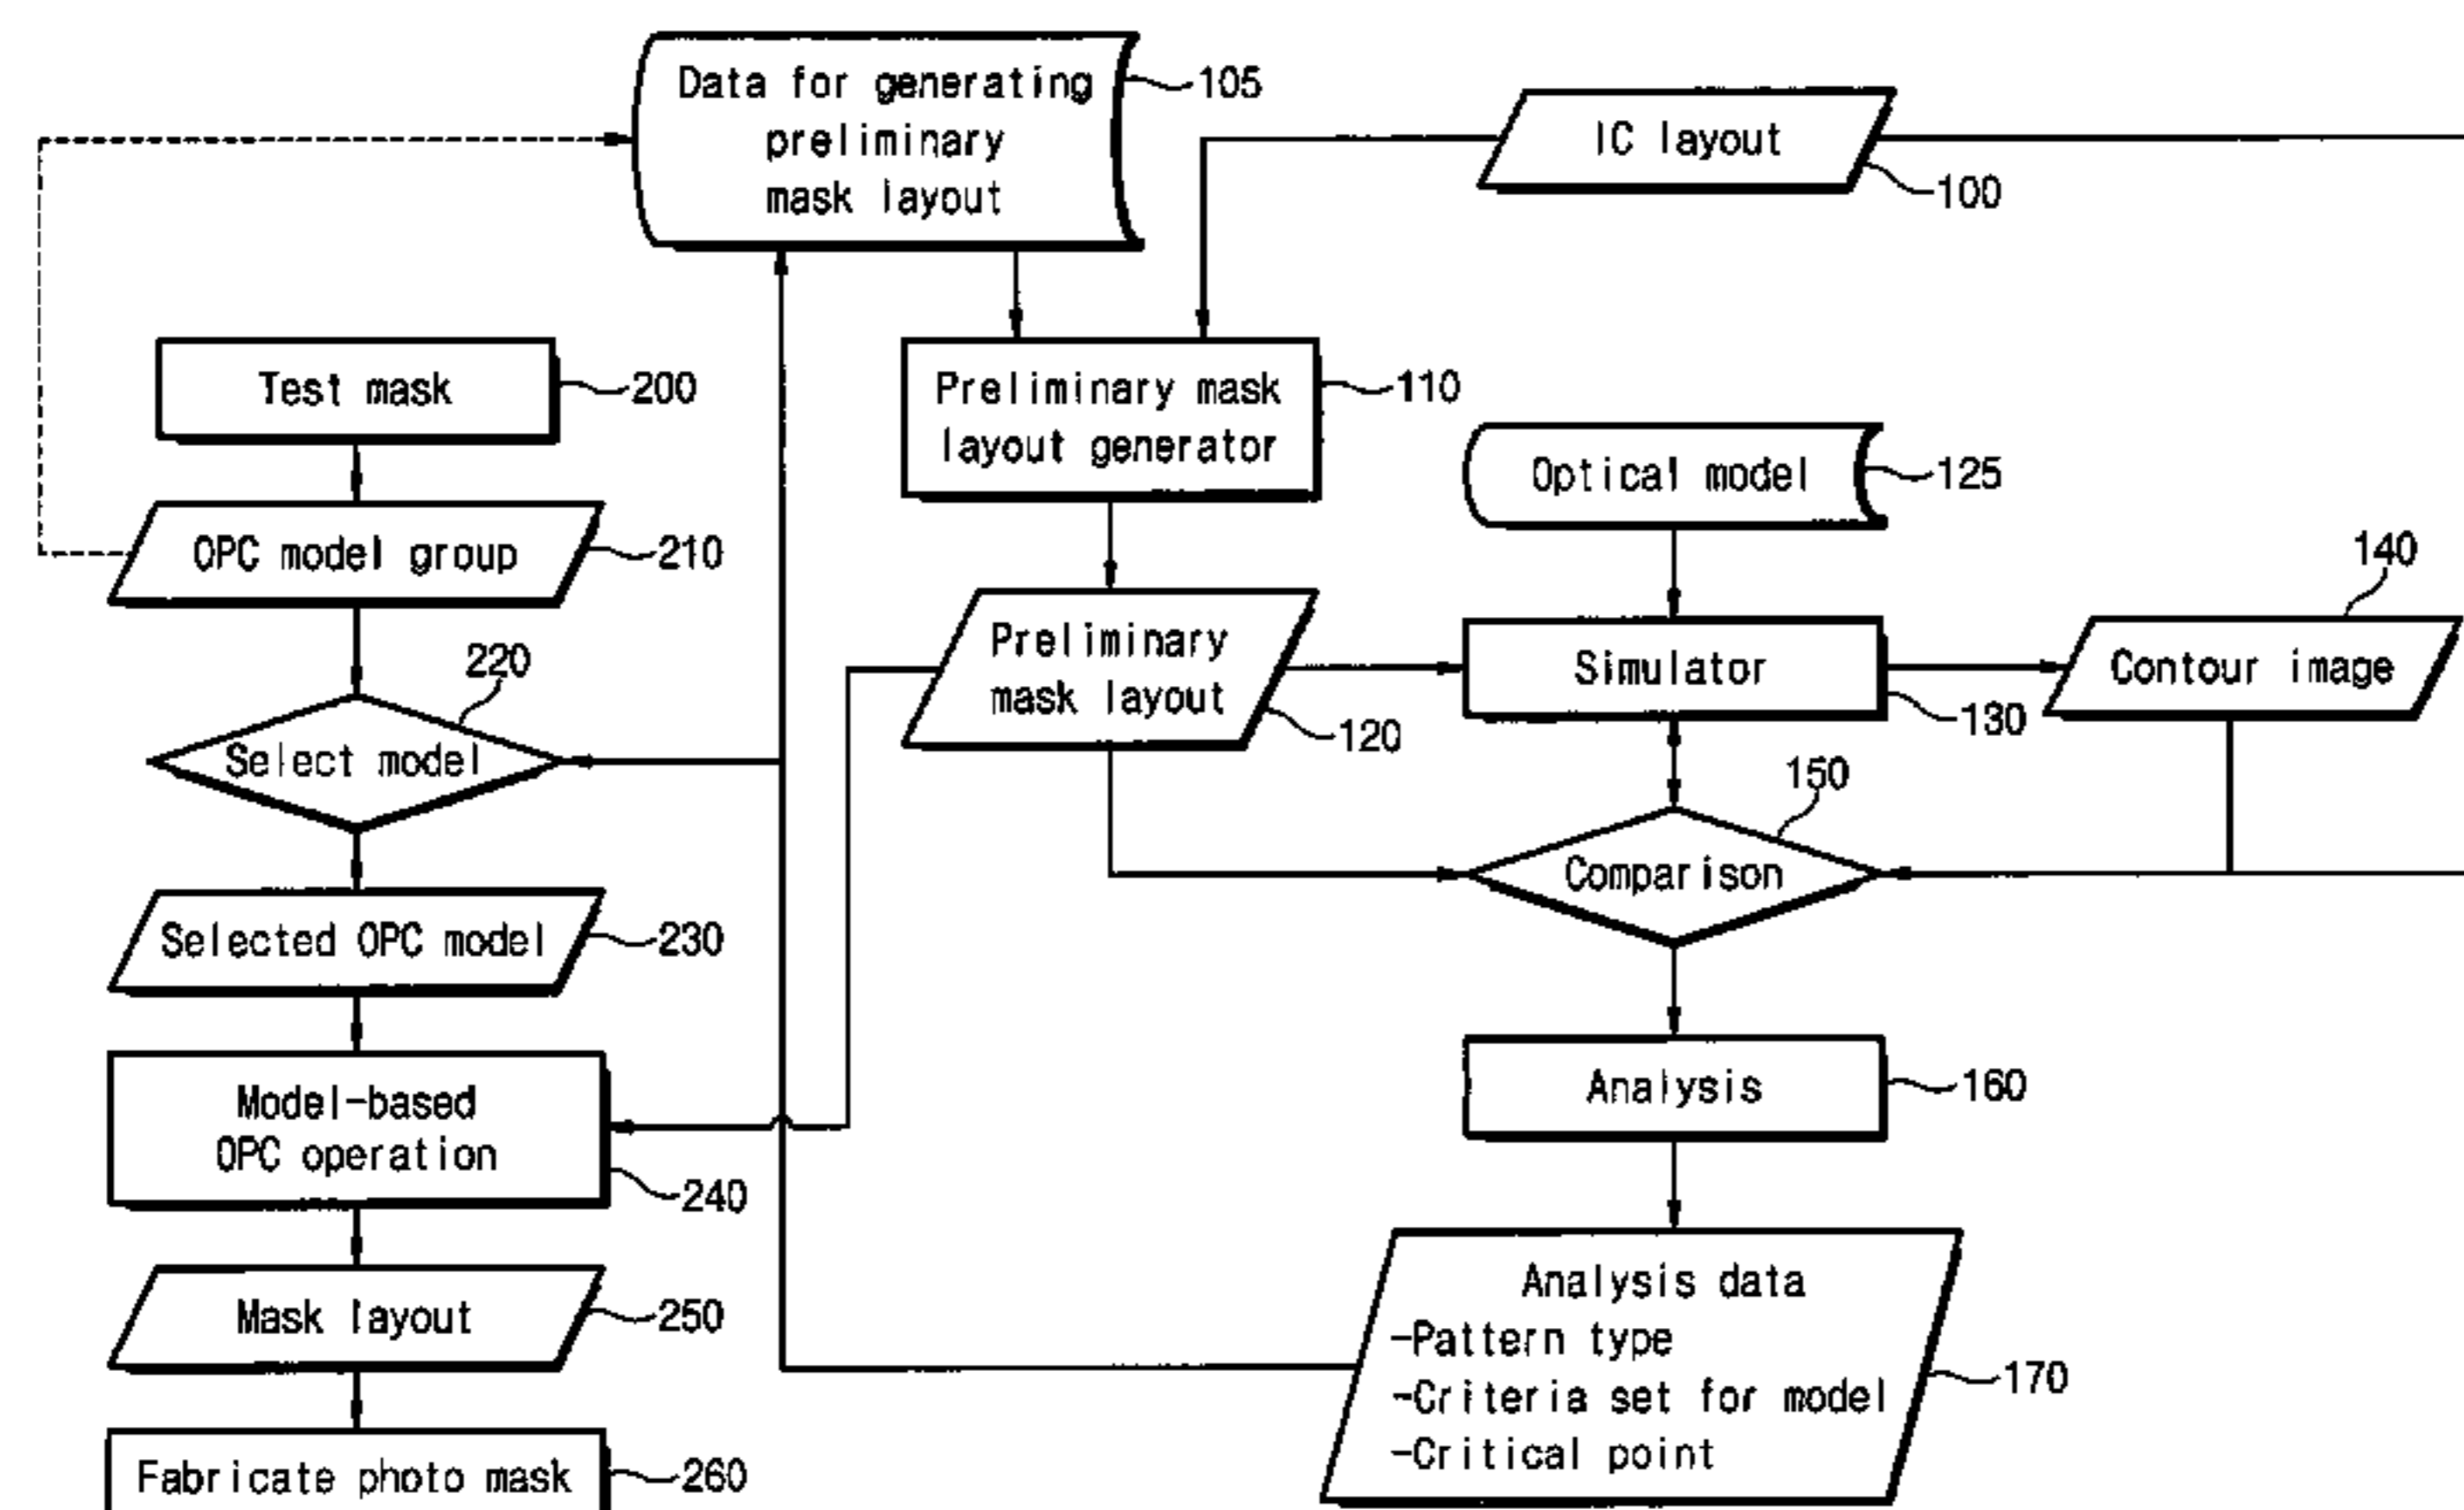 Data for generating
preliminary
mask layout
105
IC layout
100
Test mask
200
Preliminary mask
layout generator
110
Optical model
125
OPC model group
210
140
Preliminary
mask layout
120
Simulator
130
Contour image
220
Select model
150
Comparison
Selected OPC model
230
Analysis
160
Model-based
OPC operation
240
Mask layout
250
Analysis data
-Pattern type
-Criteria set for model
-Critical point
170
Fabricate photo mask
260